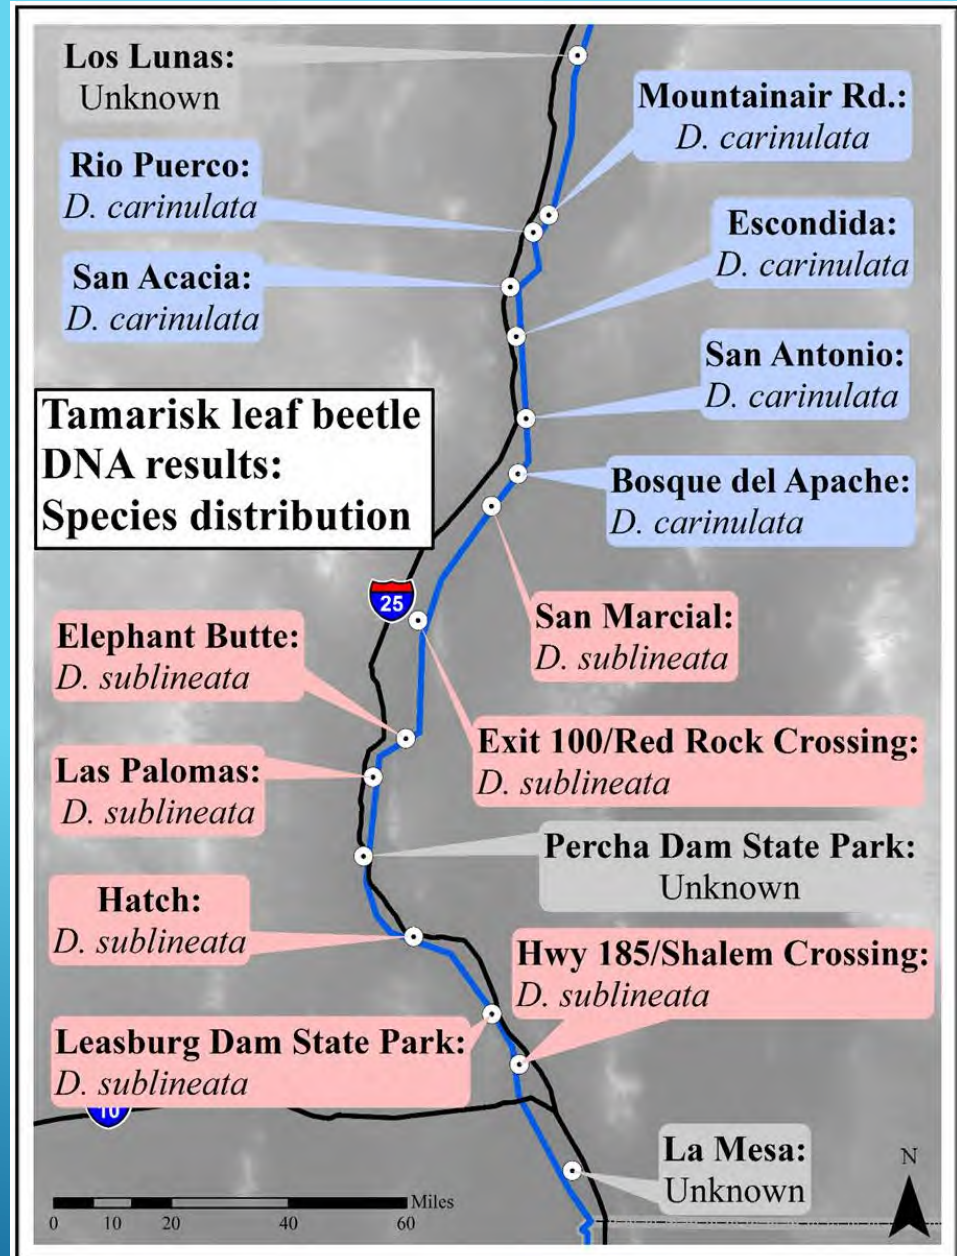 Los Lunas:
Unknown
Mountainair Rd.:
D. carinulata
Rio Puerco:
D. carinulata
Escondida:
D. carinulata
San Acacia:
D. carinulata
San Antonio:
D. carinulata
Tamarisk leaf beetle
DNA results:
Species distribution
Bosque del Apache:
D. carinulata
25
San Marcial:
D. sublineata
Elephant Butte:
D. sublineata
Exit 100/Red Rock Crossing:
D. sublineata
Las Palomas:
D. sublineata
Percha Dam State Park:
Unknown
Hatch:
D. sublineata
Hwy 185/Shalem Crossing:
D. sublineata
Leasburg Dam State Park:
D. sublineata
10
La Mesa:
Unknown
N
Miles
0 10 20 40 60